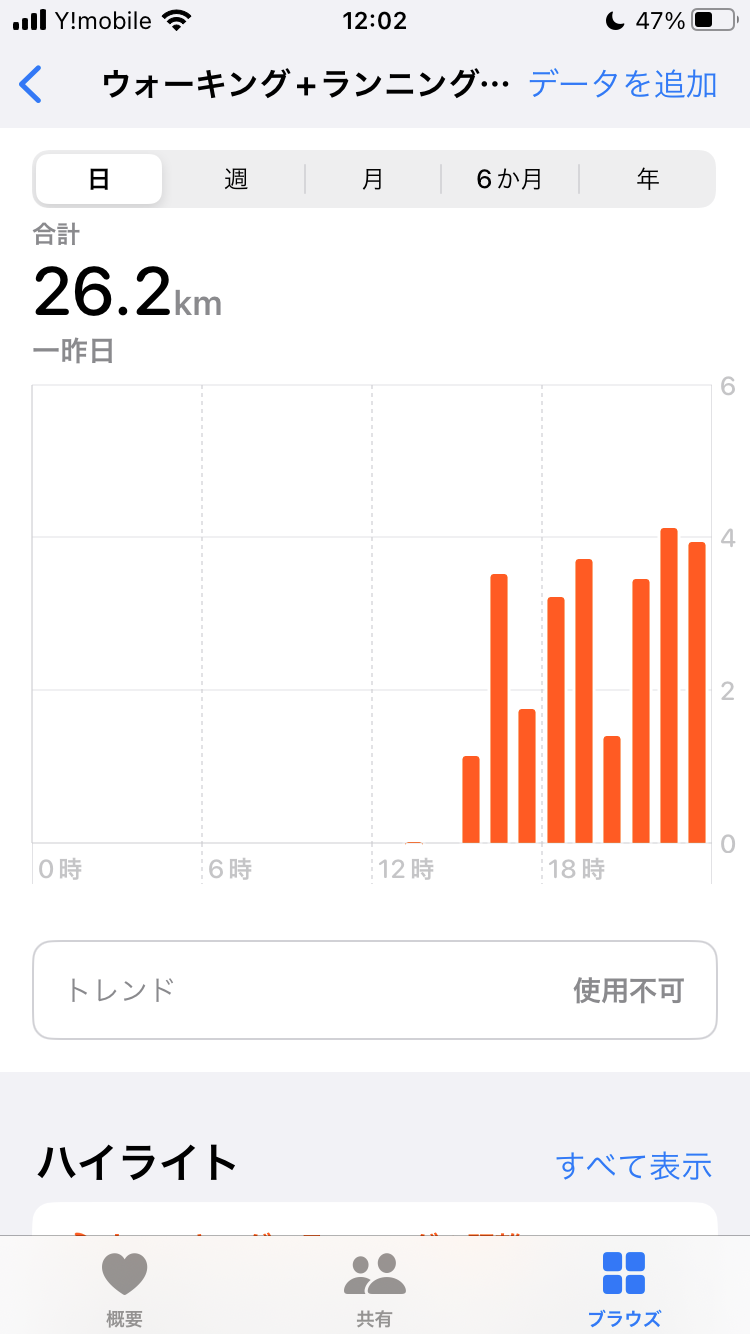 Y!mobile 12:02 47%
ウォーキング+ランニング… データを追加
日 週 月 6か月 年
合計
26.2km
一昨日
6
4
2
0
0時 6時 12時 18時
トレンド 使用不可
ハイライト すべて表示
概要 共有 ブラウズ